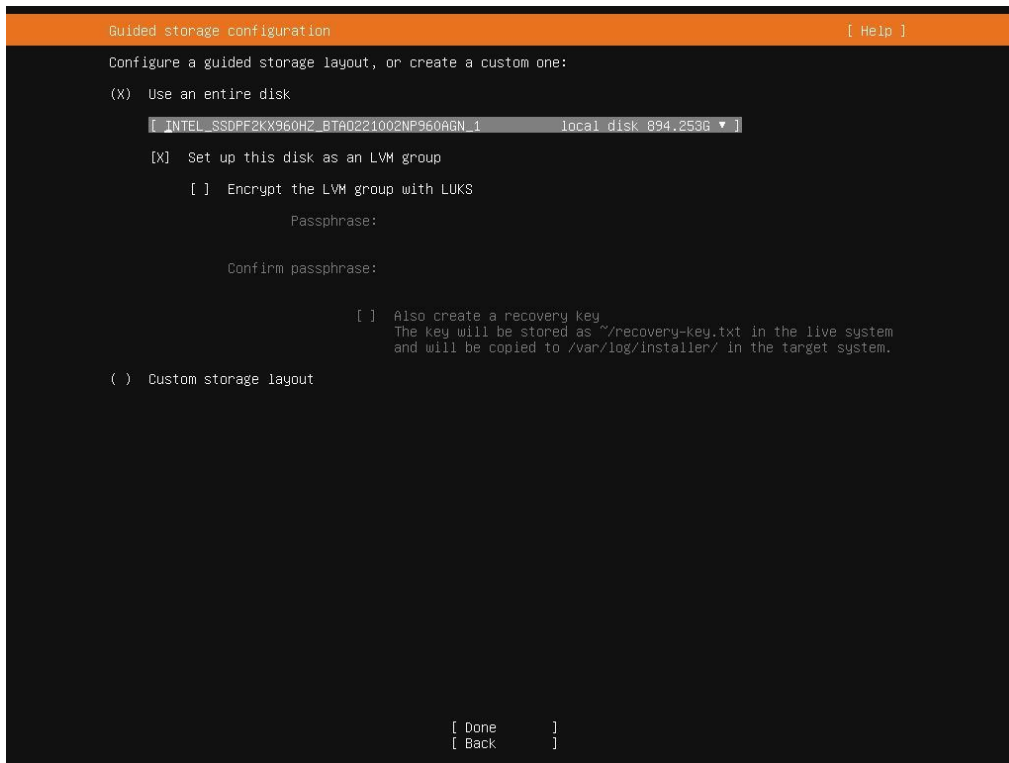 Guided storage configuration [ Help ]
Configure a guided storage layout, or create a custom one:
(X) Use an entire disk
[ INTEL_SSDPF2KX960HZ_BTAO221002NP960AGN_1 local disk 894.253G ▾ ]
[X] Set up this disk as an LVM group
[ ] Encrypt the LVM group with LUKS
Passphrase:
Confirm passphrase:
[ ] Also create a recovery key
The key will be stored as ~/recovery-key.txt in the live system
and will be copied to /var/log/installer/ in the target system.
( ) Custom storage layout
[ Done ]
[ Back ]